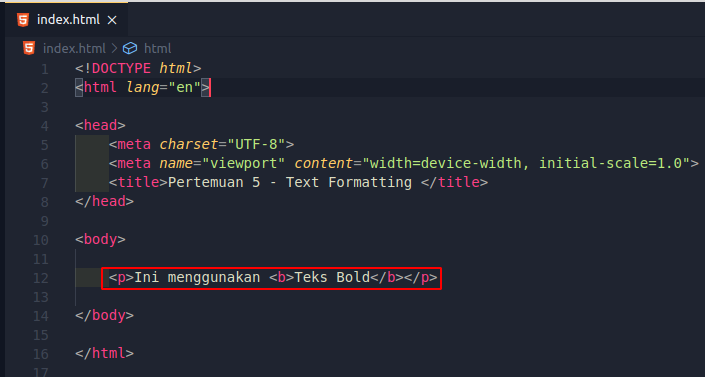 index.html ×
index.html > html
1 <!DOCTYPE html>
2 <html lang="en">
3
4 <head>
5 <meta charset="UTF-8">
6 <meta name="viewport" content="width=device-width, initial-scale=1.0">
7 <title>Pertemuan 5 - Text Formatting </title>
8 </head>
9
10 <body>
11
12 <p>Ini menggunakan <b>Teks Bold</b></p>
13
14 </body>
15
16 </html>
17